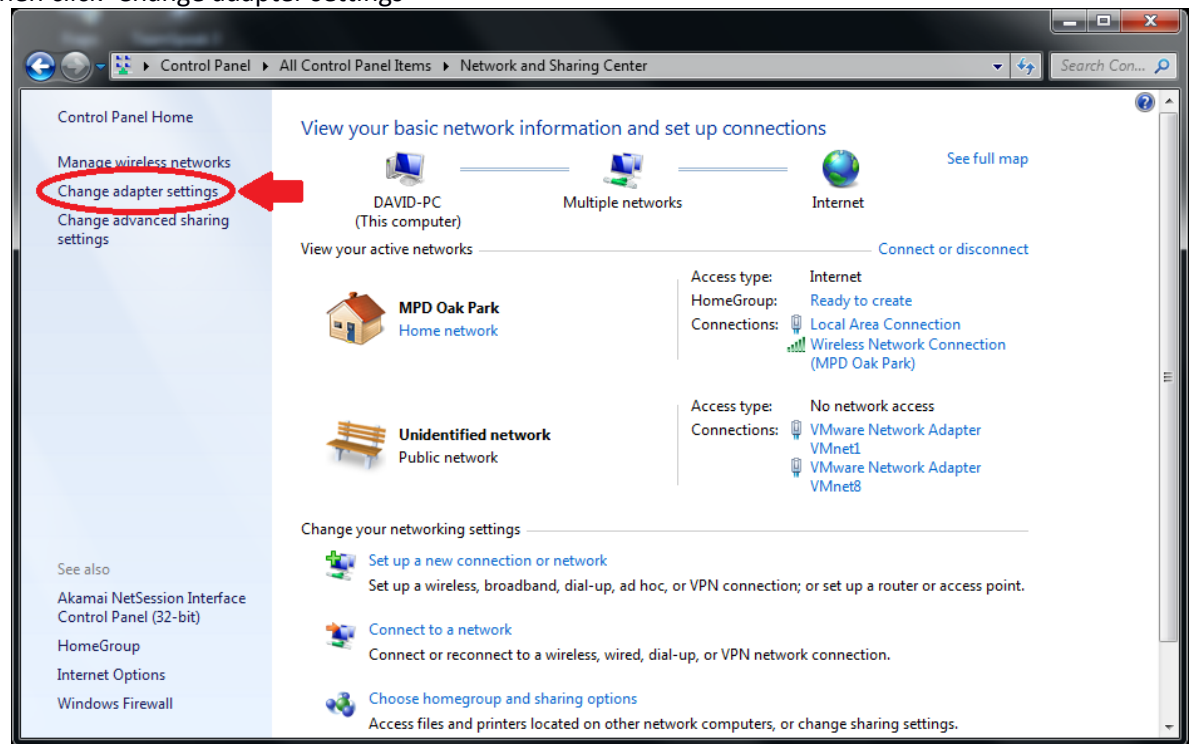 then click "Change adapter settings"
Control Panel ▸ All Control Panel Items ▸ Network and Sharing Center
Search Con...
Control Panel Home
Manage wireless networks
Change adapter settings
Change advanced sharing
settings
View your basic network information and set up connections
See full map
DAVID-PC
(This computer)
Multiple networks
Internet
View your active networks
Connect or disconnect
MPD Oak Park
Home network
Access type: Internet
HomeGroup: Ready to create
Connections: Local Area Connection
Wireless Network Connection
(MPD Oak Park)
Unidentified network
Public network
Access type: No network access
Connections: VMware Network Adapter
VMnet1
VMware Network Adapter
VMnet8
Change your networking settings
Set up a new connection or network
Set up a wireless, broadband, dial-up, ad hoc, or VPN connection; or set up a router or access point.
Connect to a network
Connect or reconnect to a wireless, wired, dial-up, or VPN network connection.
Choose homegroup and sharing options
Access files and printers located on other network computers, or change sharing settings.
See also
Akamai NetSession Interface
Control Panel (32-bit)
HomeGroup
Internet Options
Windows Firewall